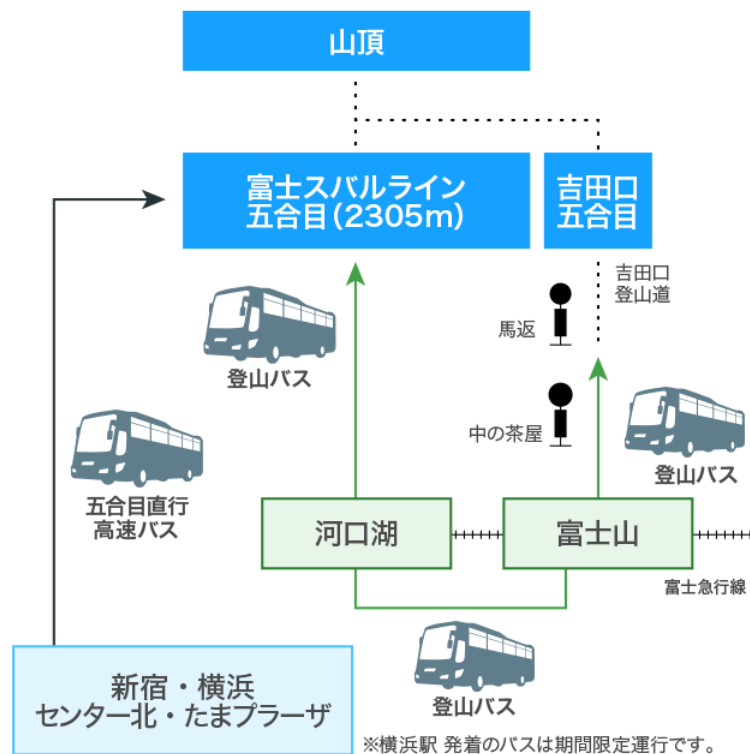 山頂
富士スバルライン
五合目(2305m)
吉田口
五合目
吉田口
登山道
馬返
登山バス
中の茶屋
登山バス
五合目直行
高速バス
河口湖
富士山
富士急行線
登山バス
新宿・横浜
センター北・たまプラーザ
※横浜駅 発着のバスは期間限定運行です。